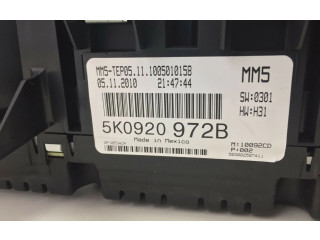 MM5-TEP05.11.1005010158
05.11.2010 21:47:44
MM5
SW:0301
HW:H31
5K0920 972B
Made in Mexico
M:10092CD
P+002